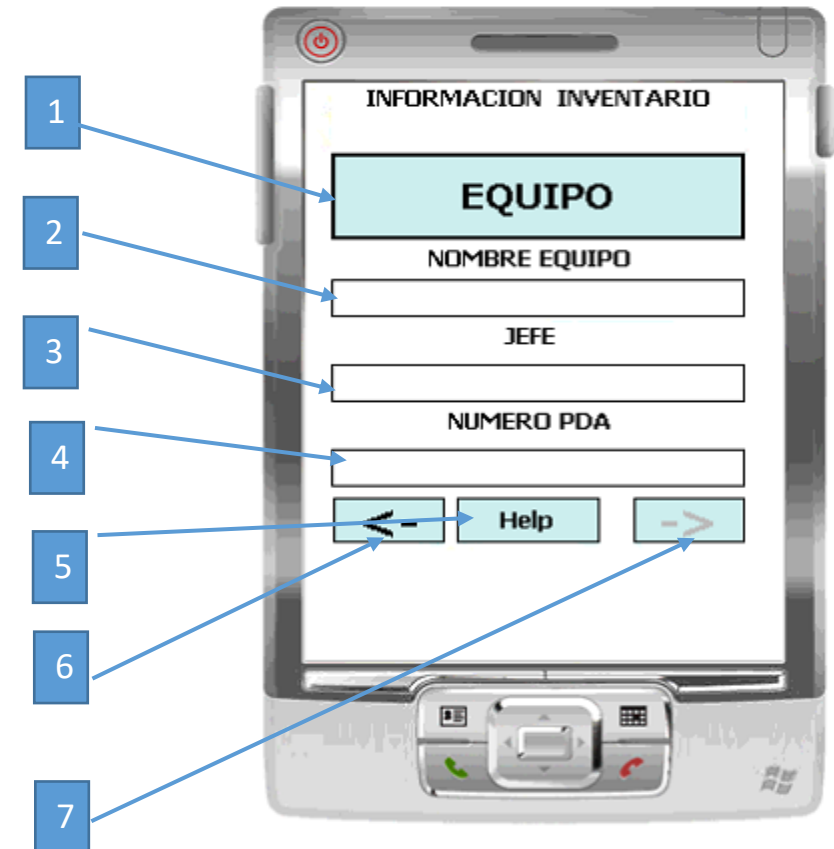 INFORMACION INVENTARIO
1
EQUIPO
2
NOMBRE EQUIPO
3
JEFE
4
NUMERO PDA
<- Help ->
5
6
7